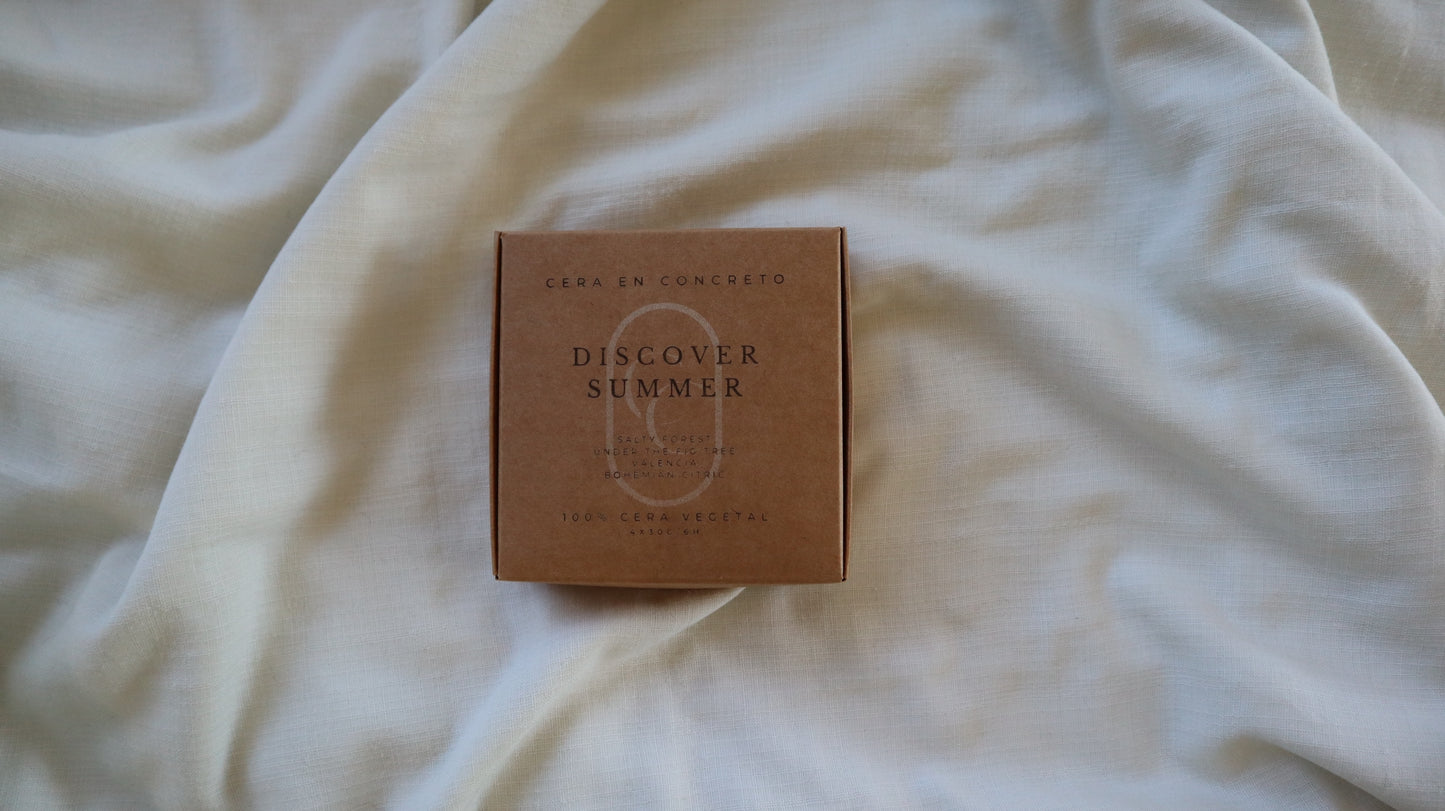 CERA EN CONCRETO
DISCOVER
SUMMER
SALTY FOREST
UNDER THE FIG TREE
VALENCIA
BOHEMIAN CITRIC
100% CERA VEGETAL